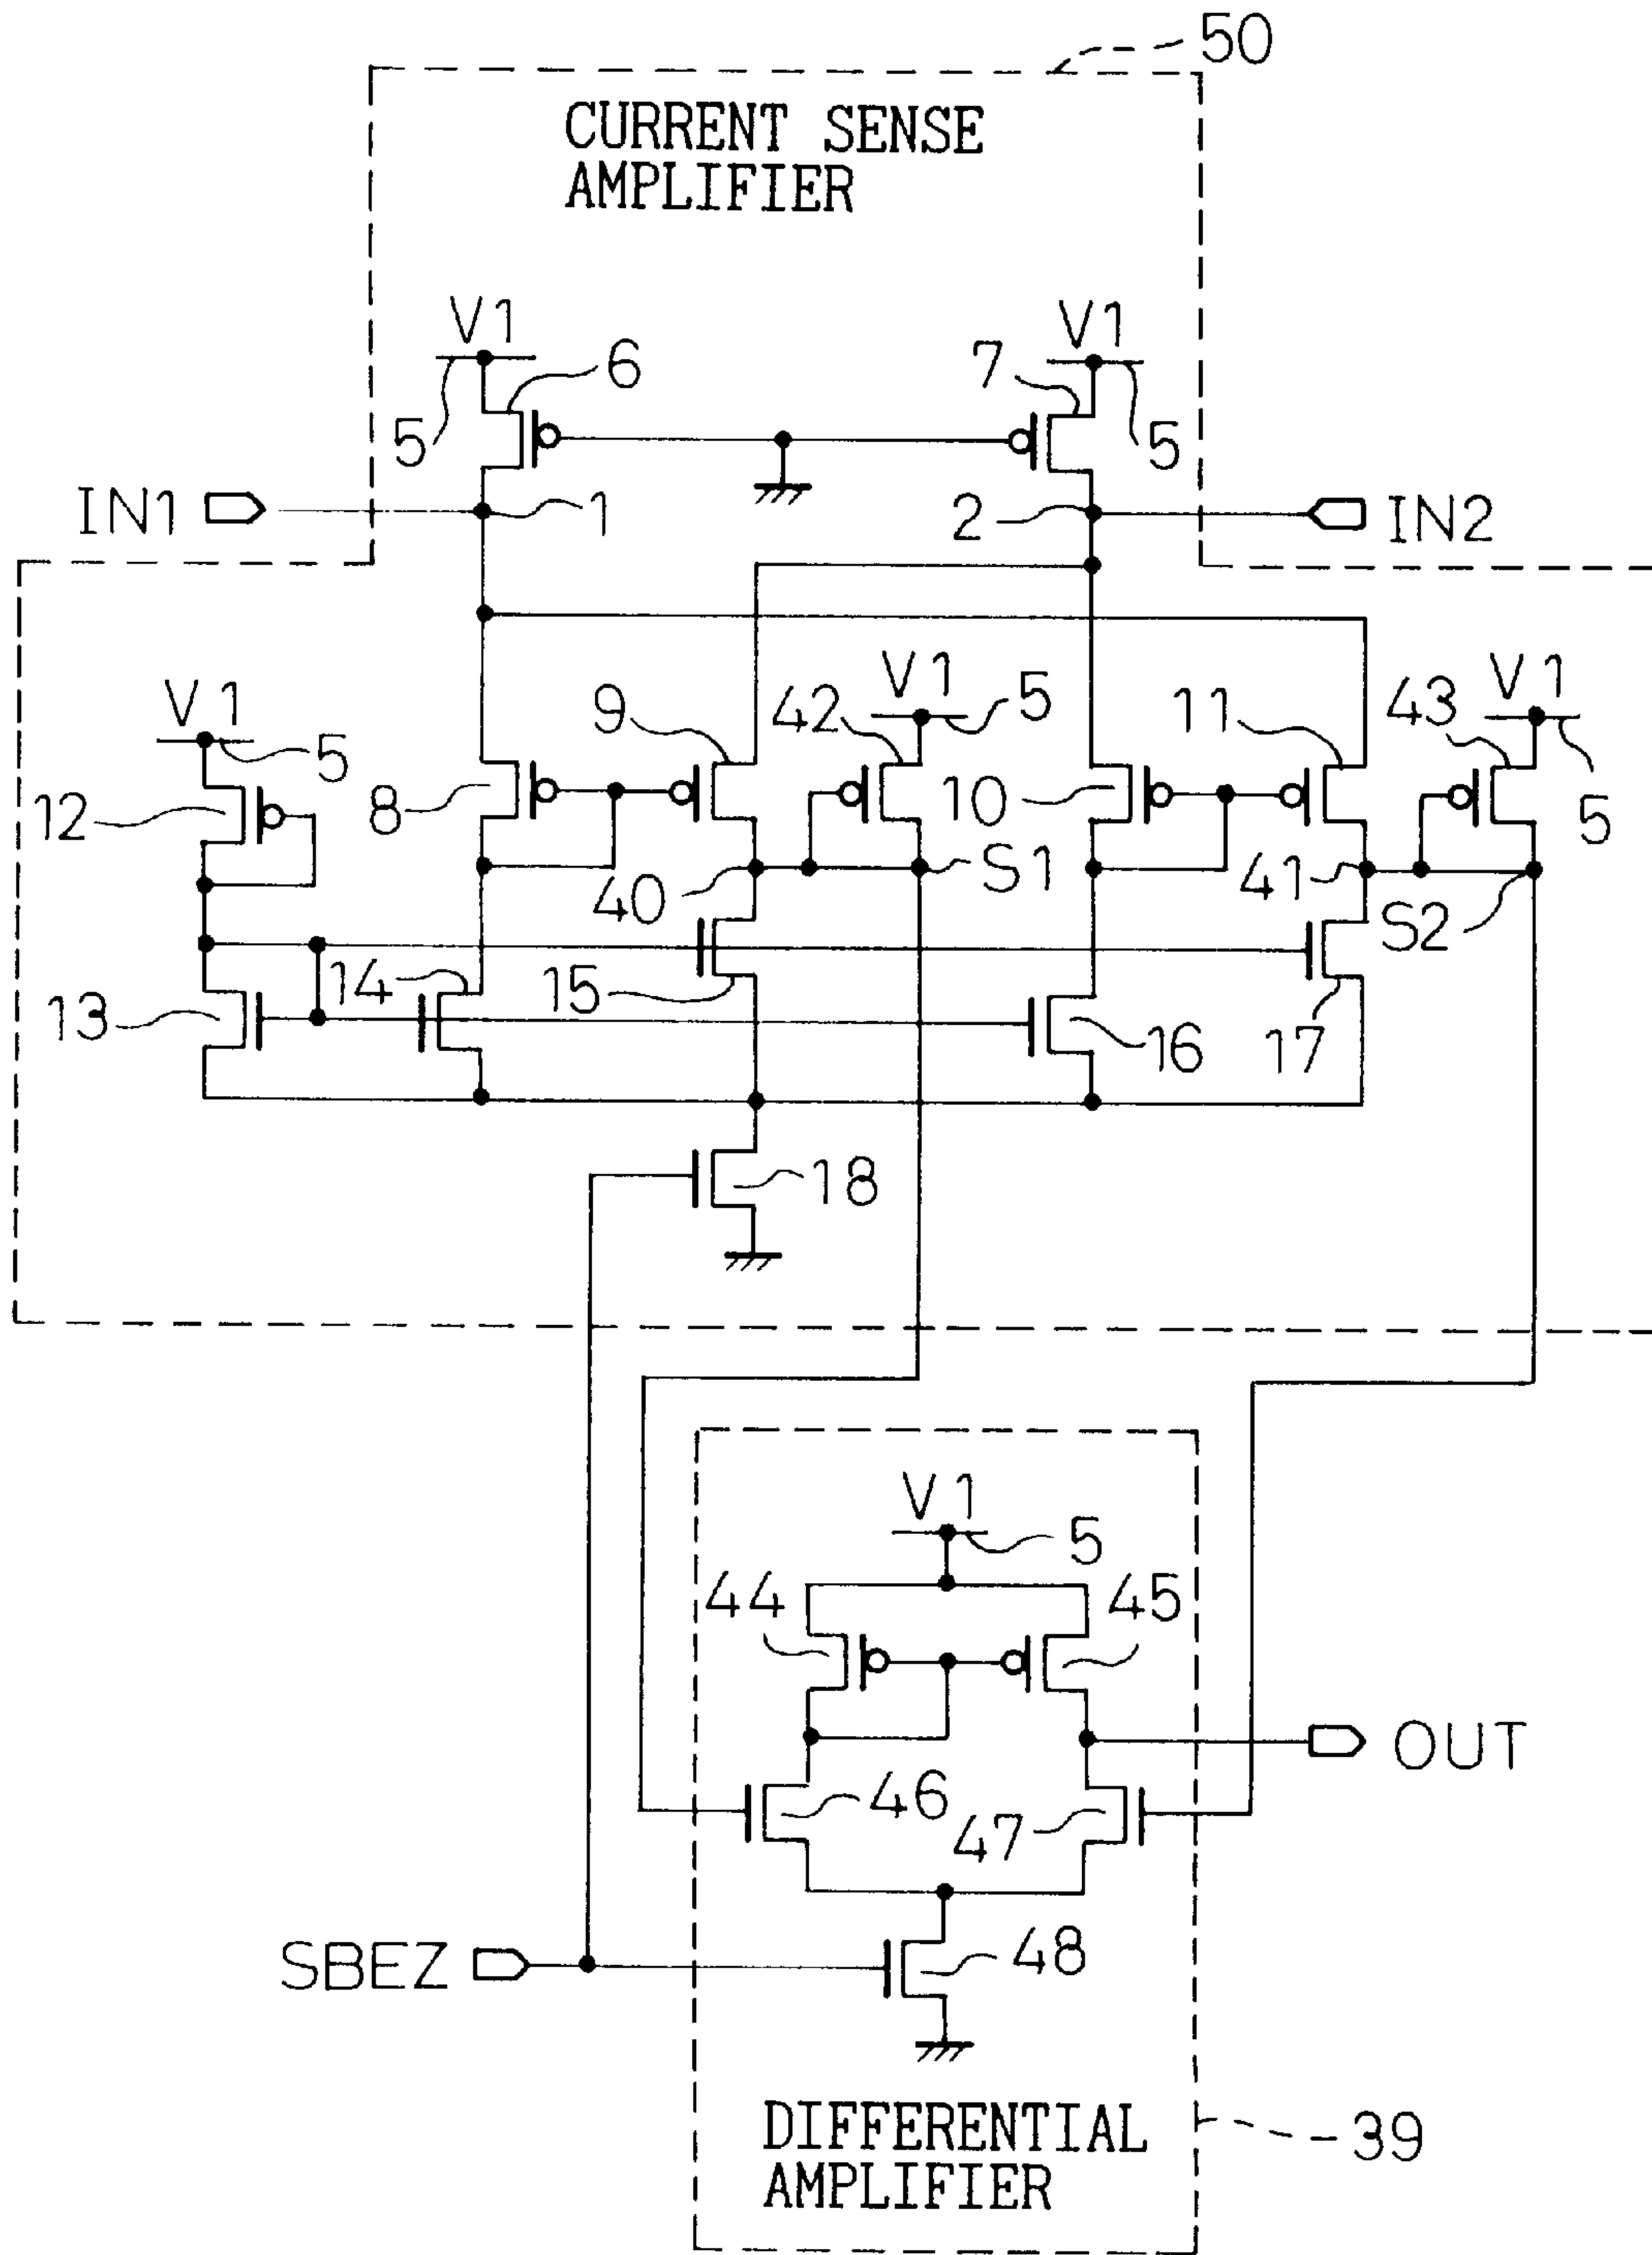 50
CURRENT SENSE
AMPLIFIER
V1
V1
6
7
5
5
IN1
1
2
IN2
V1
V1
V1
5
9
42
5
11
43
12
8
10
5
40
S1
41
S2
13
14
15
16
17
18
V1
5
44
45
OUT
46
47
SBEZ
48
DIFFERENTIAL
AMPLIFIER
39